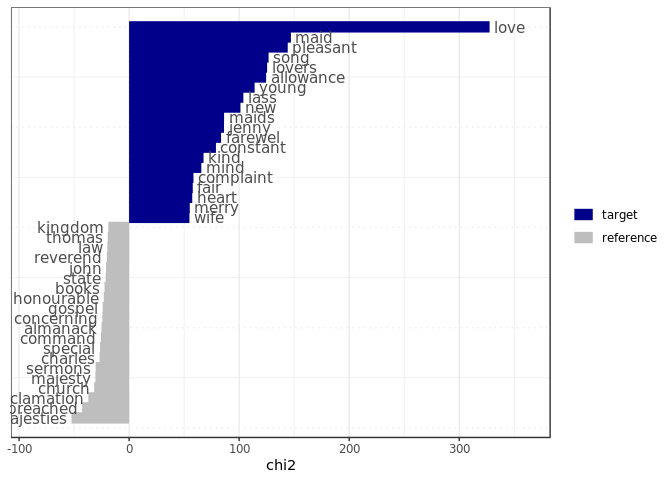 love
maid
pleasant
song
lovers
allowance
young
lass
new
maids
jenny
farewel
constant
kind
mind
complaint
fair
heart
merry
wife
kingdom
thomas
law
reverend
john
state
books
honourable
gospel
concerning
almanack
command
special
charles
sermons
majesty
church
clamation
preached
ajesties
target
reference
-100 0 100 200 300
chi2